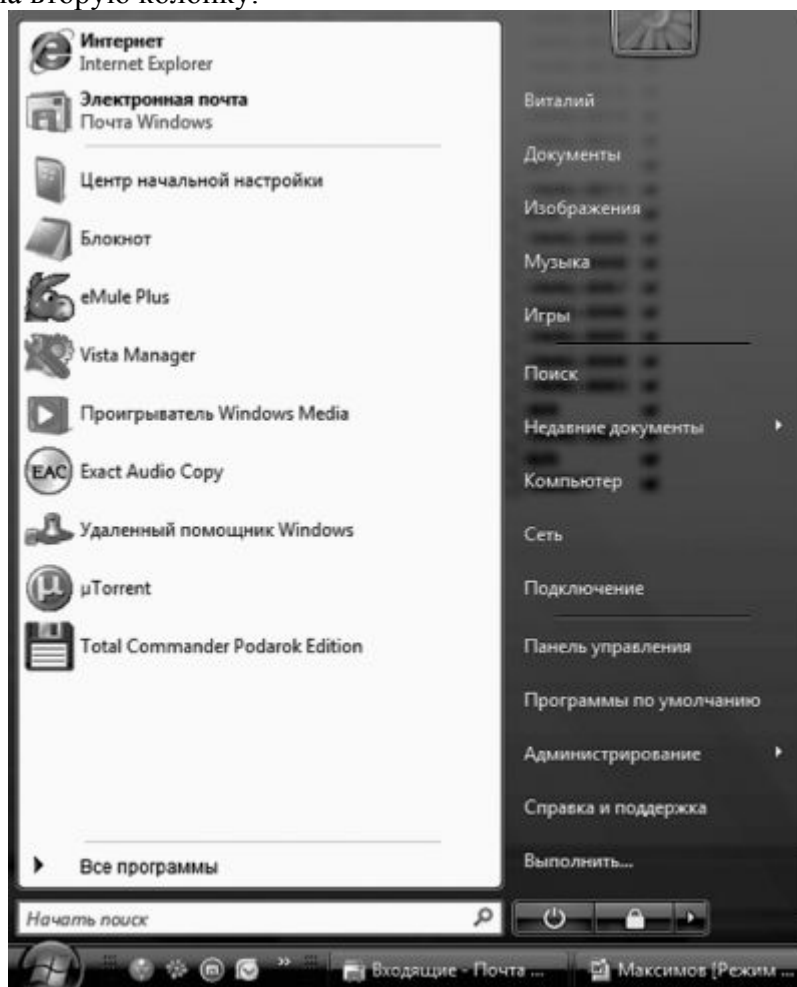 на вторую колонку.
Интернет
Internet Explorer
Электронная почта
Почта Windows
Центр начальной настройки
Блокнот
eMule Plus
Vista Manager
Проигрыватель Windows Media
EAC Exact Audio Copy
Удаленный помощник Windows
µ µTorrent
Total Commander Podarok Edition
Все программы
Начать поиск
Виталий
Документы
Изображения
Музыка
Игры
Поиск
Недавние документы
Компьютер
Сеть
Подключение
Панель управления
Программы по умолчанию
Администрирование
Справка и поддержка
Выполнить...
» Входящие - Почта ... Максимов [Режим ...